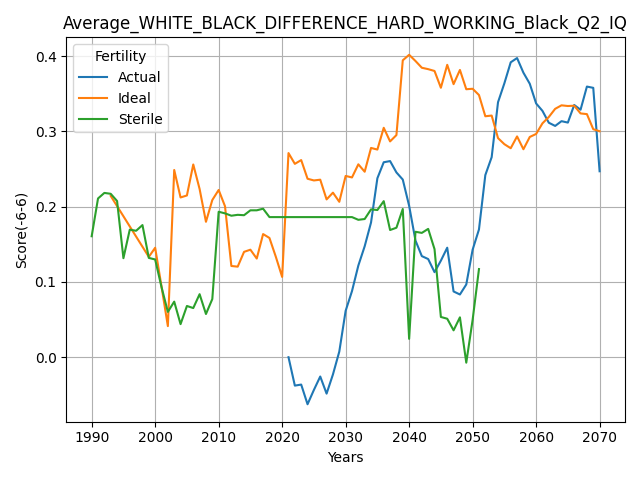 Average_WHITE_BLACK_DIFFERENCE_HARD_WORKING_Black_Q2_IQ
Fertility
Actual
Ideal
Sterile
Score(-6-6)
0.4
0.3
0.2
0.1
0.0
1990 2000 2010 2020 2030 2040 2050 2060 2070
Years